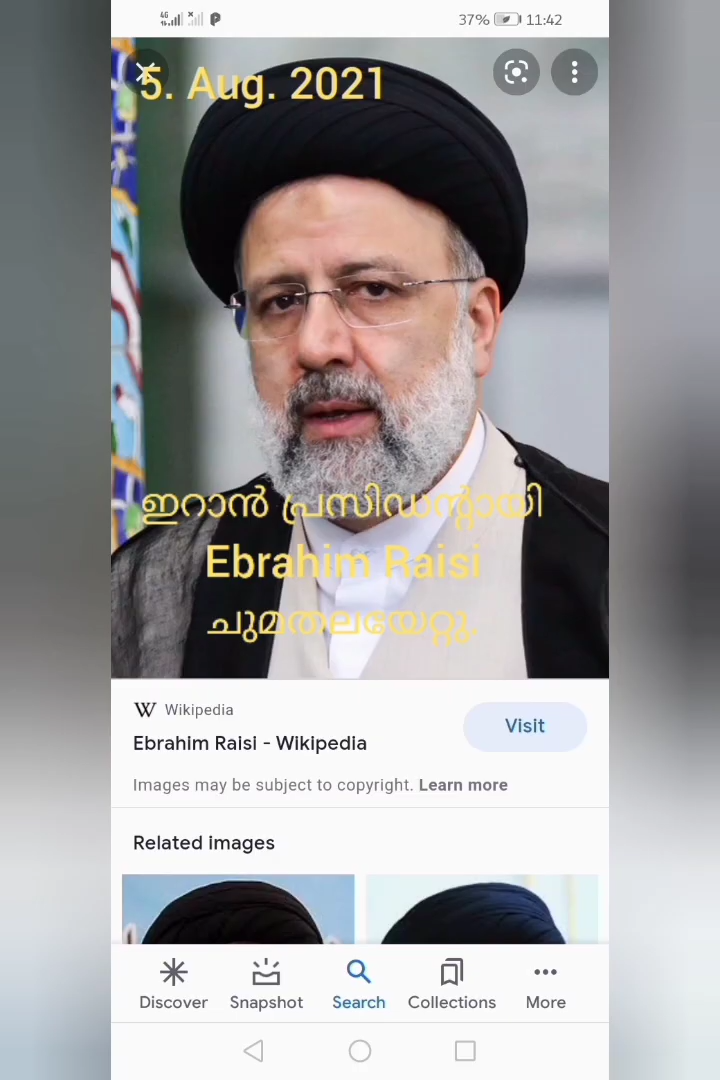 4G 37% 11:42
5. Aug. 2021
ഇറാൻ പ്രസിഡന്റായി
Ebrahim Raisi
ചുമതലയേറ്റു.
W Wikipedia
Visit
Ebrahim Raisi - Wikipedia
Images may be subject to copyright. Learn more
Related images
Discover Snapshot Search Collections More